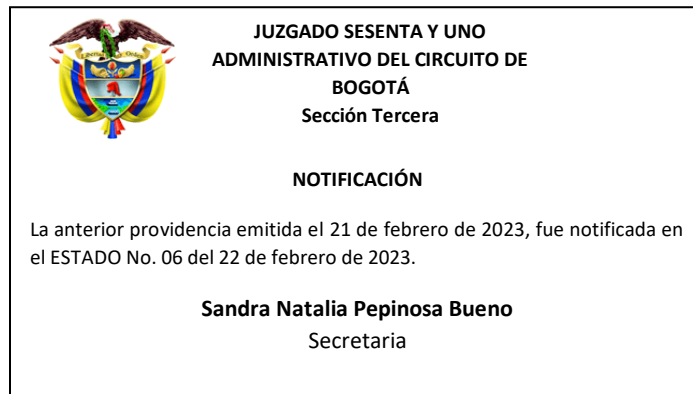 JUZGADO SESENTA Y UNO
ADMINISTRATIVO DEL CIRCUITO DE
BOGOTÁ
Sección Tercera
NOTIFICACIÓN
La anterior providencia emitida el 21 de febrero de 2023, fue notificada en
el ESTADO No. 06 del 22 de febrero de 2023.
Sandra Natalia Pepinosa Bueno
Secretaria